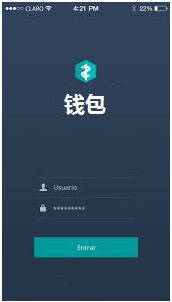 CLARO 4:21 PM 22%
钱包
Usuario
*********
Entrar